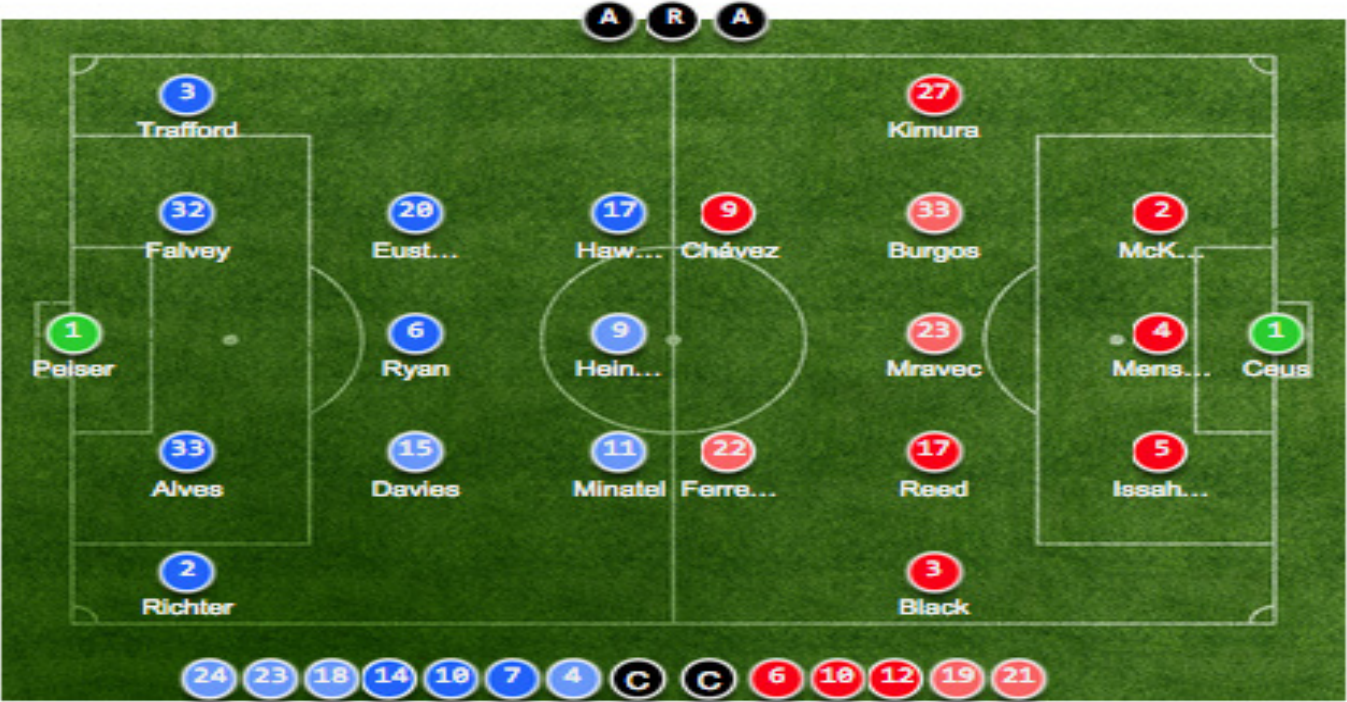 A R A
3 27
Trafford Kimura
32 20 17 9 33 2
Falvey Eust... Haw... Chávez Burgos McK...
1 6 9 23 4 1
Peiser Ryan Hein... Mravec Mens... Ceus
33 15 11 22 17 5
Alves Davies Minatel Ferre... Reed Issah...
2 3
Richter Black
24 23 18 14 10 7 4 C C 6 10 12 19 21